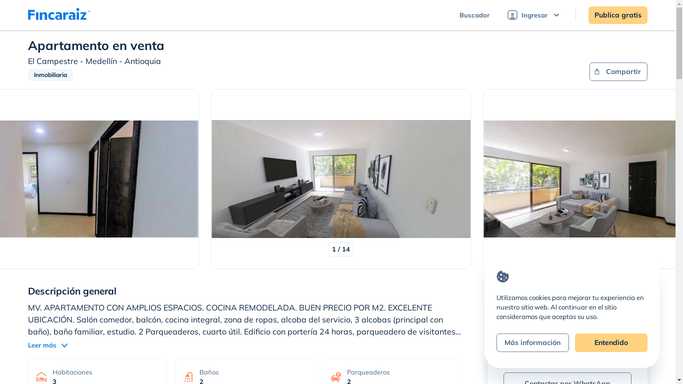 Fincaraiz
Buscador
Ingresar
Publica gratis
Apartamento en venta
El Campestre - Medellín - Antioquia
Inmobiliaria
Compartir
1 / 14
Descripción general
MV. APARTAMENTO CON AMPLIOS ESPACIOS. COCINA REMODELADA. BUEN PRECIO POR M2. EXCELENTE
UBICACIÓN. Salón comedor, balcón, cocina integral, zona de ropas, alcoba del servicio, 3 alcobas (principal con
baño), baño familiar, estudio. 2 Parqueaderos, cuarto útil. Edificio con portería 24 horas, parqueadero de visitantes...
Leer más
Habitaciones
3
Baños
2
Parqueaderos
2
Utilizamos cookies para mejorar tu experiencia en
nuestro sitio web. Al continuar en el sitio
consideramos que aceptas su uso.
Más información
Entendido
Contactar por WhatsApp